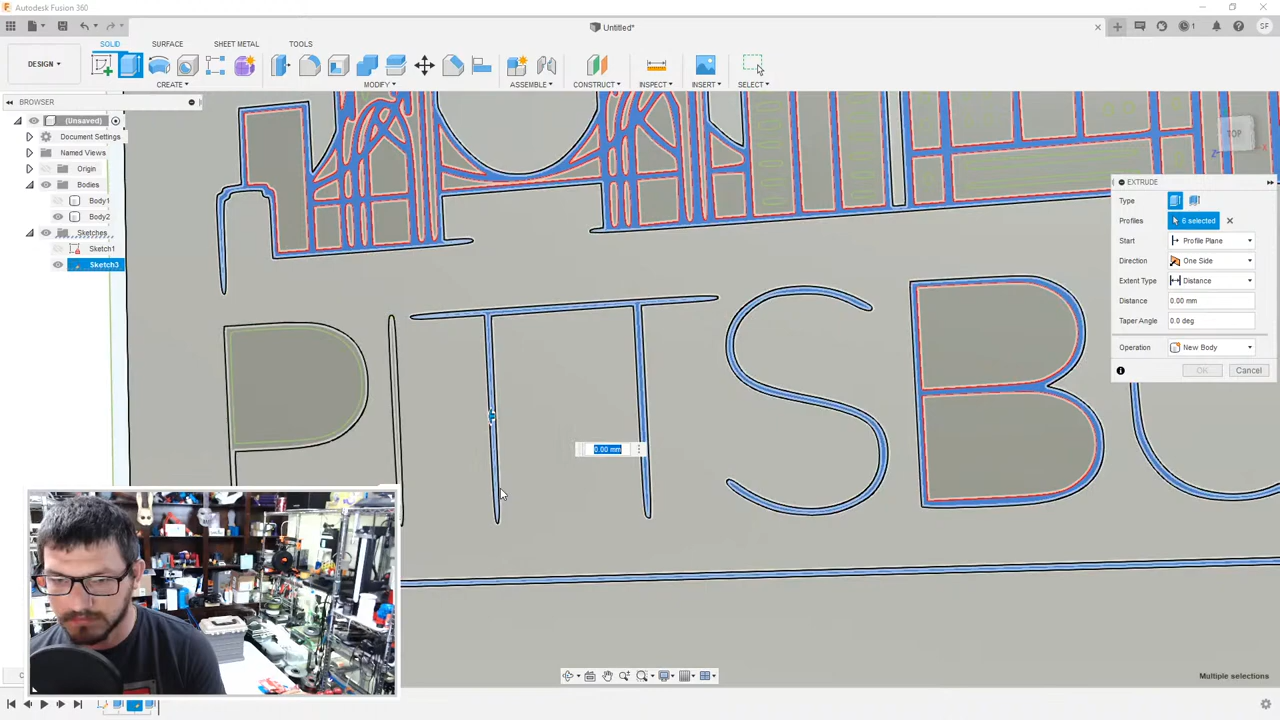 Autodesk Fusion 360
Untitled*
SF
SOLID SURFACE SHEET METAL TOOLS
DESIGN
CREATE MODIFY ASSEMBLE CONSTRUCT INSPECT INSERT SELECT
BROWSER
(Unsaved)
Document Settings
Named Views
Origin
Bodies
Body1
Body2
Sketches
Sketch1
Sketch3
TOP
EXTRUDE
Type
Profiles 6 selected
Start Profile Plane
Direction One Side
Extent Type Distance
Distance 0.00 mm
Taper Angle 0.0 deg
Operation New Body
OK Cancel
PITTSBU
0.00 mm
Multiple selections